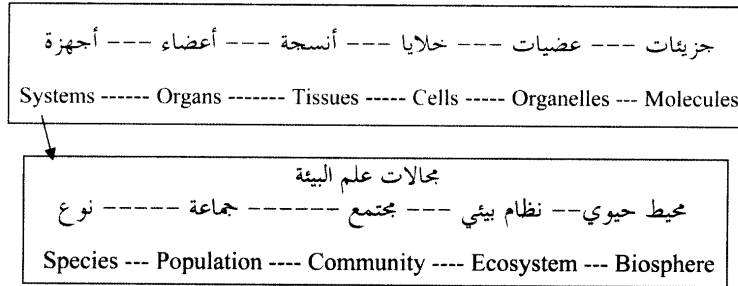 جزيئات --- عضيات --- خلايا --- أنسجة --- أعضاء --- أجهزة
Systems ------ Organs ------- Tissues ----- Cells ----- Organelles --- Molecules
مجالات علم البيئة
محيط حيوي-- نظام بيئي --- مجتمع ------ جماعة ----- نوع
Species --- Population ---- Community ---- Ecosystem --- Biosphere